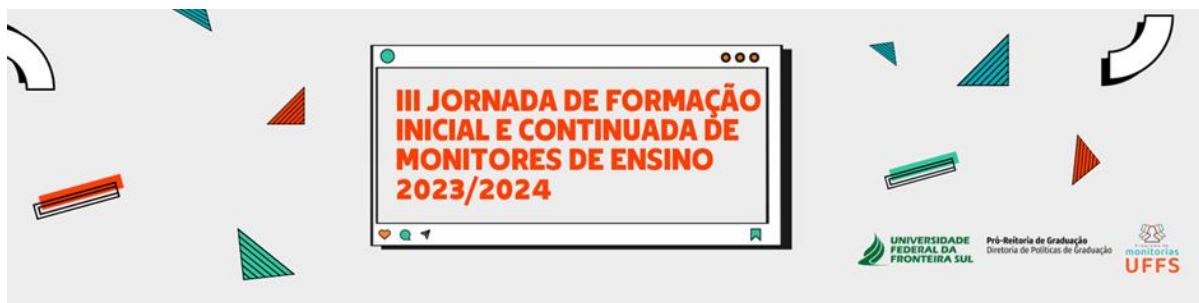 III JORNADA DE FORMAÇÃO
INICIAL E CONTINUADA DE
MONITORES DE ENSINO
2023/2024
UNIVERSIDADE
FEDERAL DA
FRONTEIRA SUL
Pró-Reitoria de Graduação
Diretoria de Políticas de Graduação
monitorias
UFFS